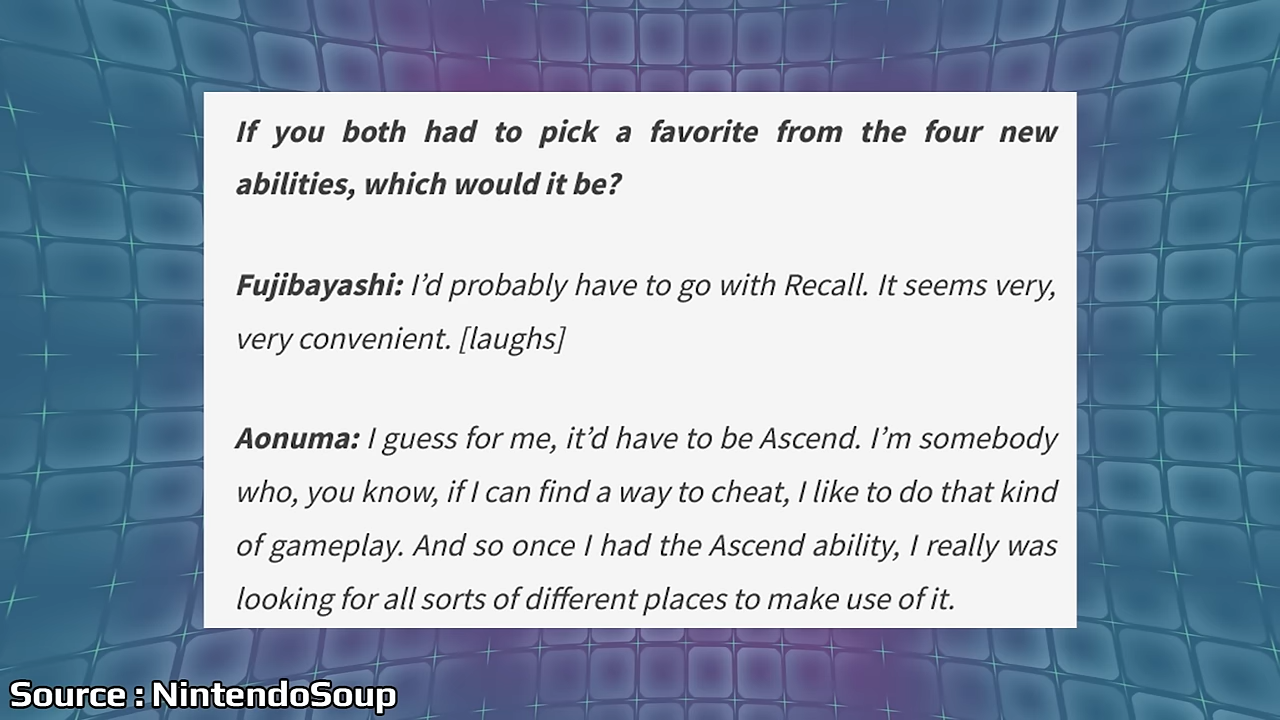 If you both had to pick a favorite from the four new
abilities, which would it be?
Fujibayashi: I’d probably have to go with Recall. It seems very,
very convenient. [laughs]
Aonuma: I guess for me, it’d have to be Ascend. I’m somebody
who, you know, if I can find a way to cheat, I like to do that kind
of gameplay. And so once I had the Ascend ability, I really was
looking for all sorts of different places to make use of it.
Source : NintendoSoup